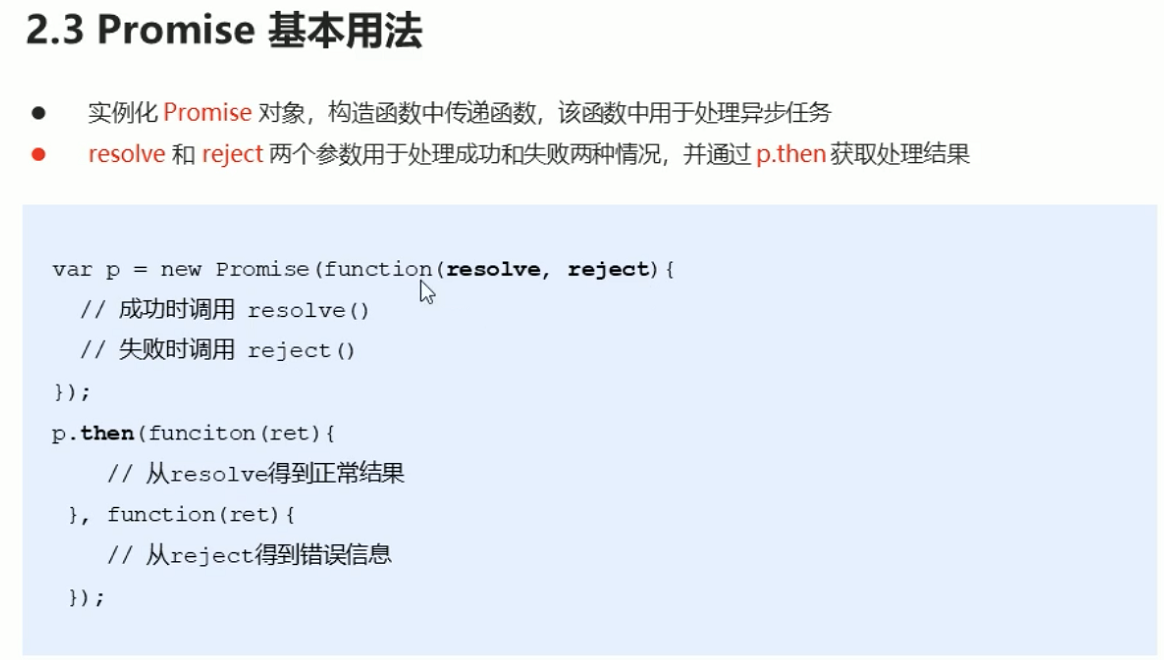 2.3 Promise 基本用法
● 实例化 Promise 对象，构造函数中传递函数，该函数中用于处理异步任务
● resolve 和 reject 两个参数用于处理成功和失败两种情况，并通过 p.then 获取处理结果
var p = new Promise(function(resolve, reject){
// 成功时调用 resolve()
// 失败时调用 reject()
});
p.then(funciton(ret){
// 从resolve得到正常结果
}, function(ret){
// 从reject得到错误信息
});